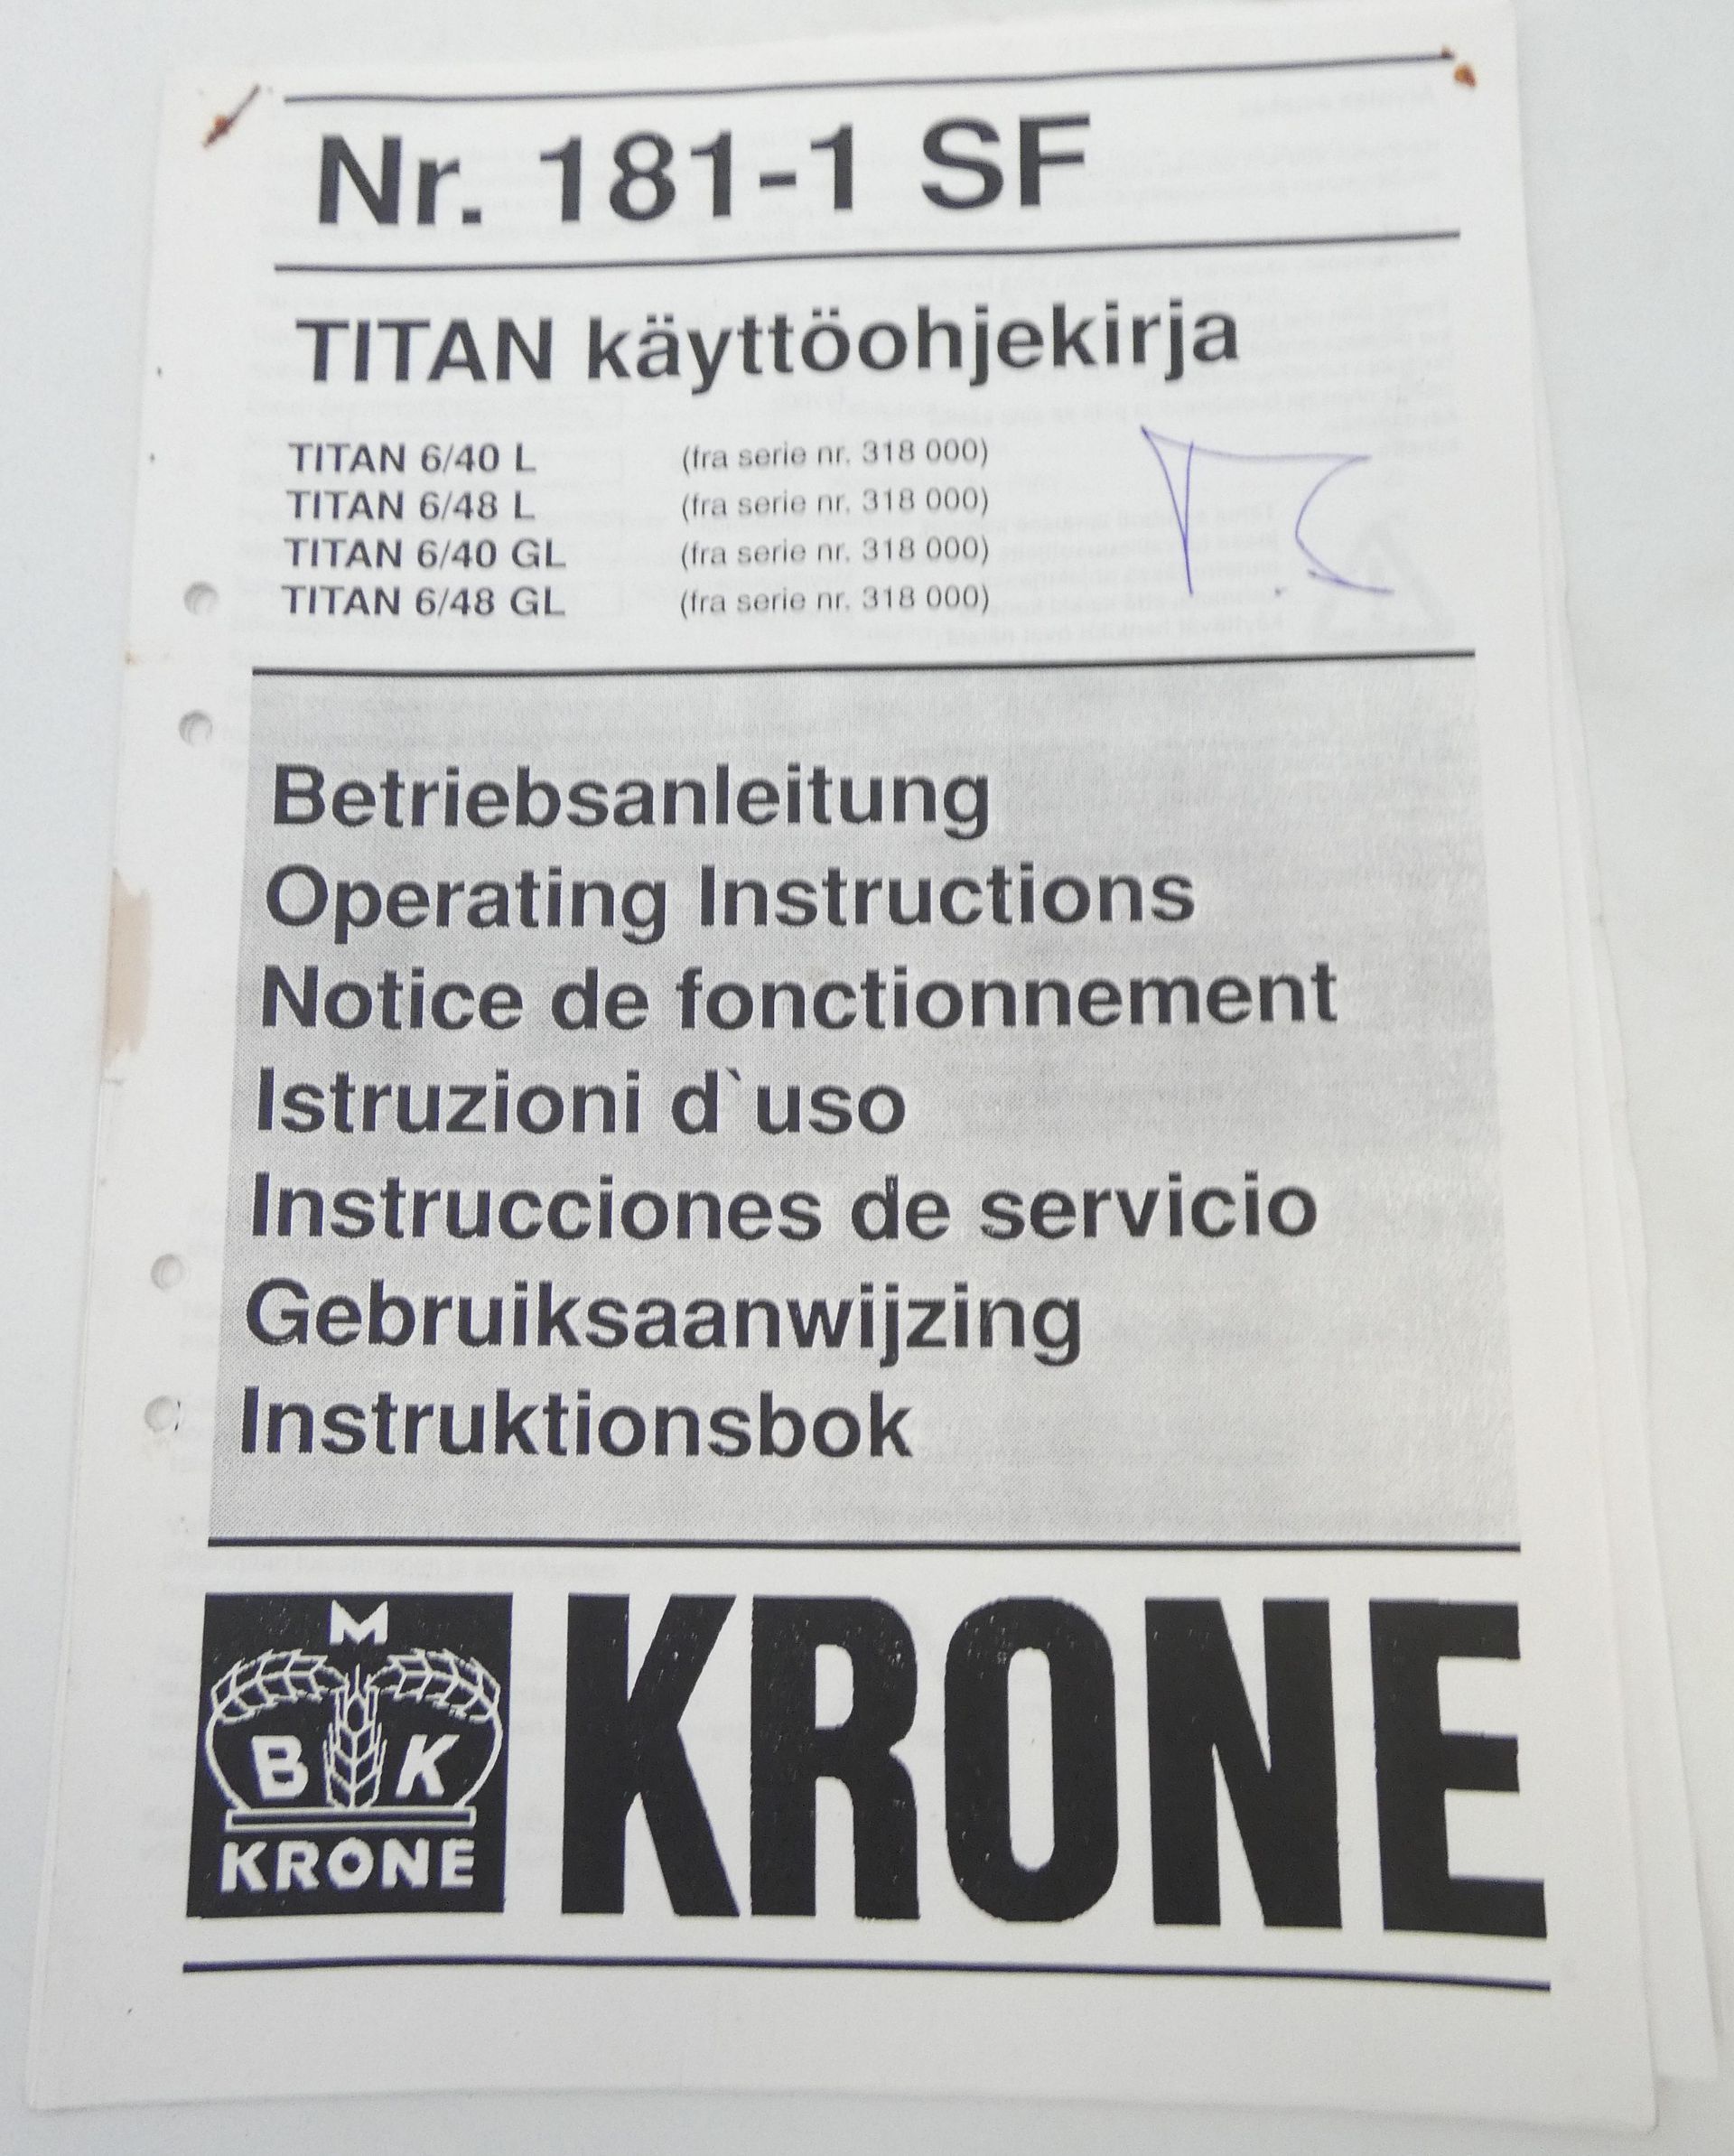 Nr. 181-1 SF
TITAN käyttöohjekirja
TITAN 6/40 L (fra serie nr. 318 000)
TITAN 6/48 L (fra serie nr. 318 000)
TITAN 6/40 GL (fra serie nr. 318 000)
TITAN 6/48 GL (fra serie nr. 318 000)
Betriebsanleitung
Operating Instructions
Notice de fonctionnement
Istruzioni d`uso
Instrucciones de servicio
Gebruiksaanwijzing
Instruktionsbok
M
B K
KRONE
KRONE